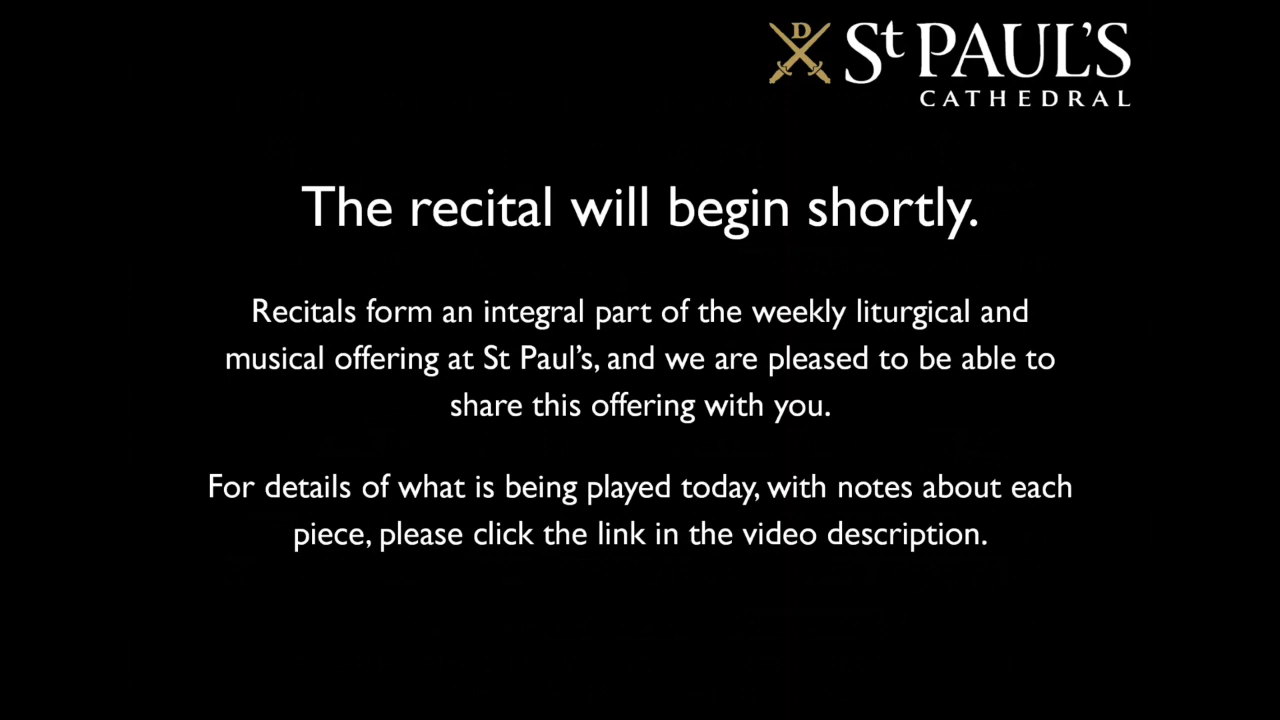 D
St PAUL'S
CATHEDRAL
The recital will begin shortly.
Recitals form an integral part of the weekly liturgical and
musical offering at St Paul's, and we are pleased to be able to
share this offering with you.
For details of what is being played today, with notes about each
piece, please click the link in the video description.